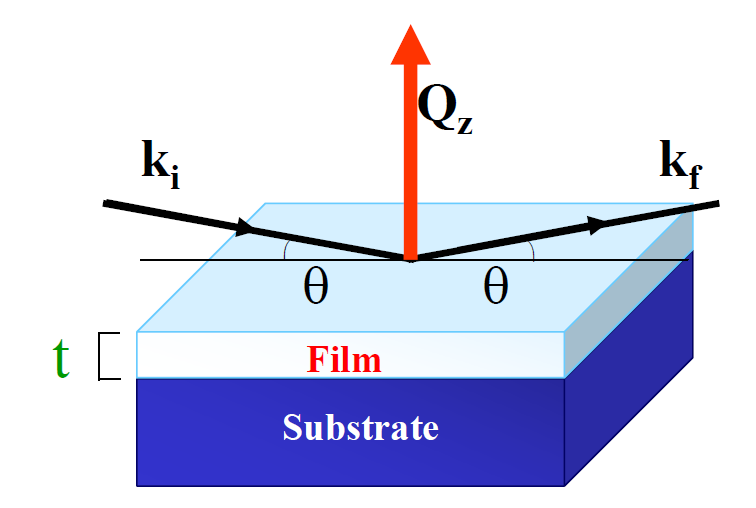 Qz
ki
kf
θ
θ
t
Film
Substrate